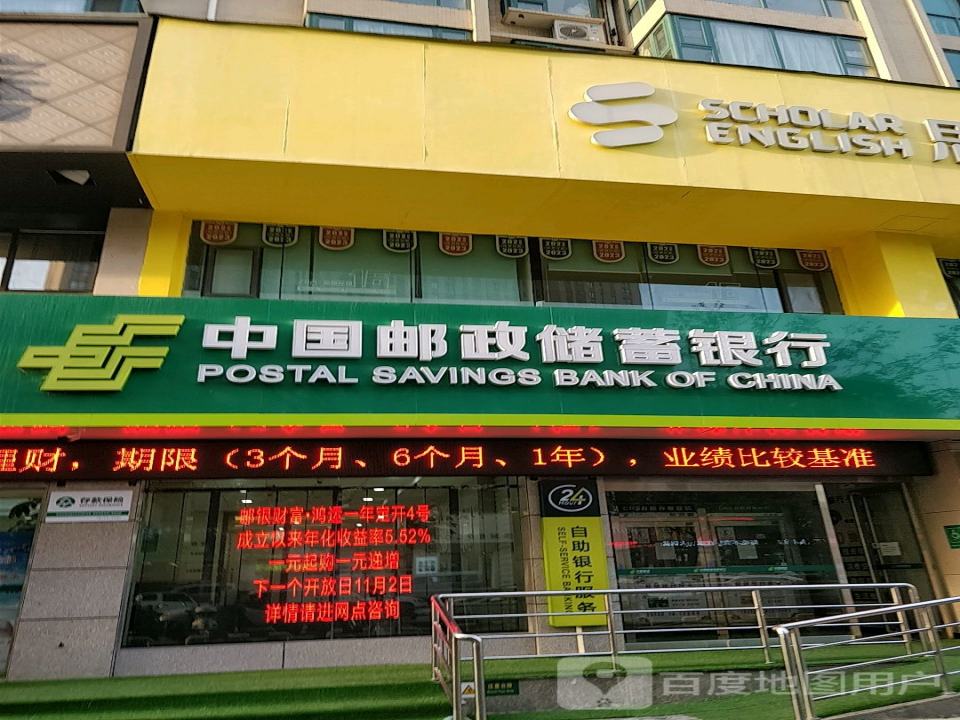 SCHOLAR
ENGLISH
中国邮政储蓄银行
POSTAL SAVINGS BANK OF CHINA
理财，期限（3个月、6个月、1年），业绩比较基准
存款保险
邮银财富·鸿运一年定开4号
成立以来年化收益率5.52%
一元起购一元递增
下一个开放日11月2日
详情请进网点咨询
24
自助银行服务
SELF-SERVICE BANKING
百度地图用户